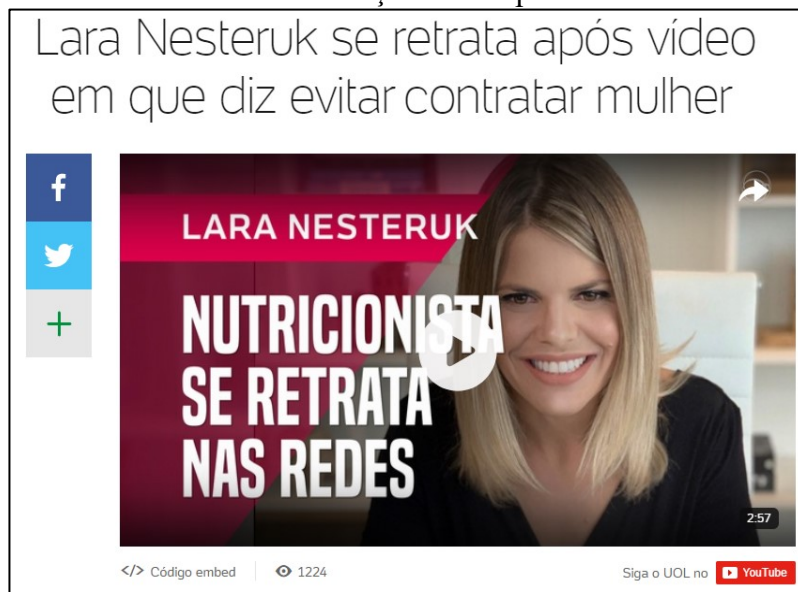 Lara Nesteruk se retrata após vídeo
em que diz evitar contratar mulher
f
LARA NESTERUK
NUTRICIONISTA
SE RETRATA
NAS REDES
2:57
</> Código embed 1224 Siga o UOL no YouTube